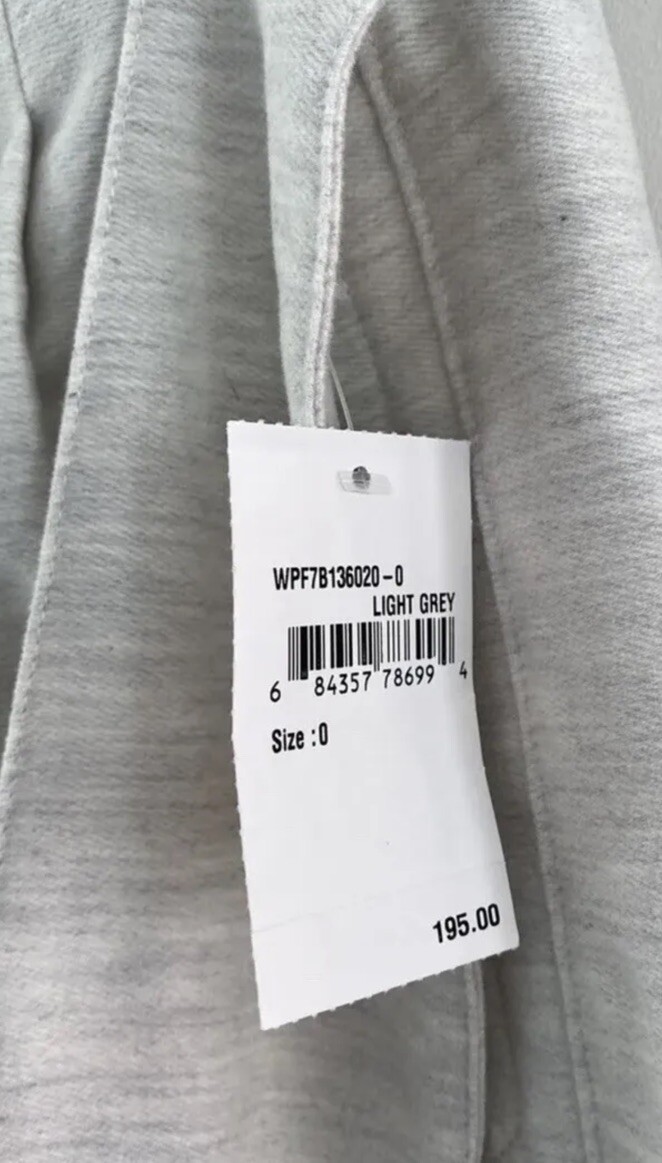 WPF7B136020-0
LIGHT GREY
6 84357 78699 4
Size :0
195.00